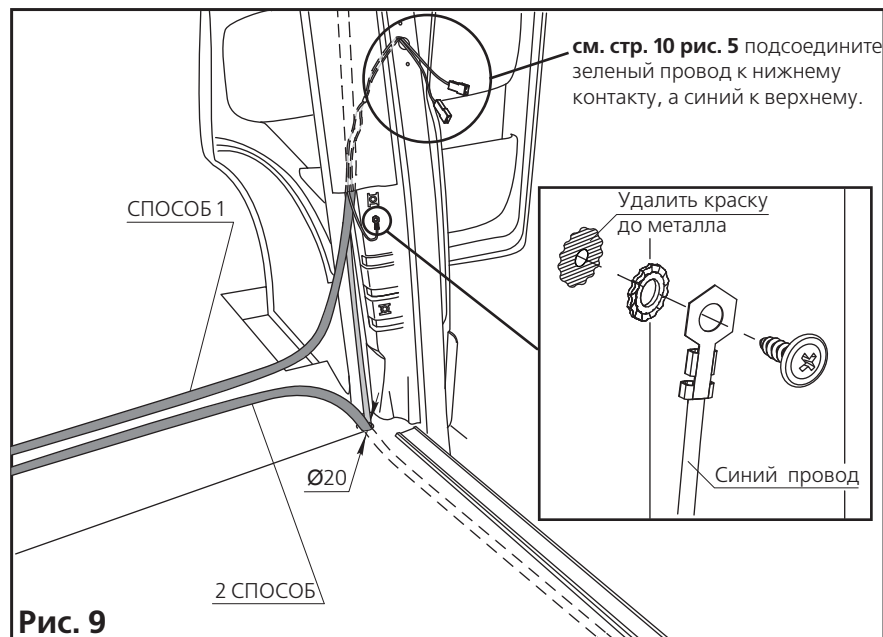 см. стр. 10 рис. 5 подсоедините
зеленый провод к нижнему
контакту, а синий к верхнему.
Удалить краску
до металла
СПОСОБ 1
Синий провод
Ø20
2 СПОСОБ
Рис. 9